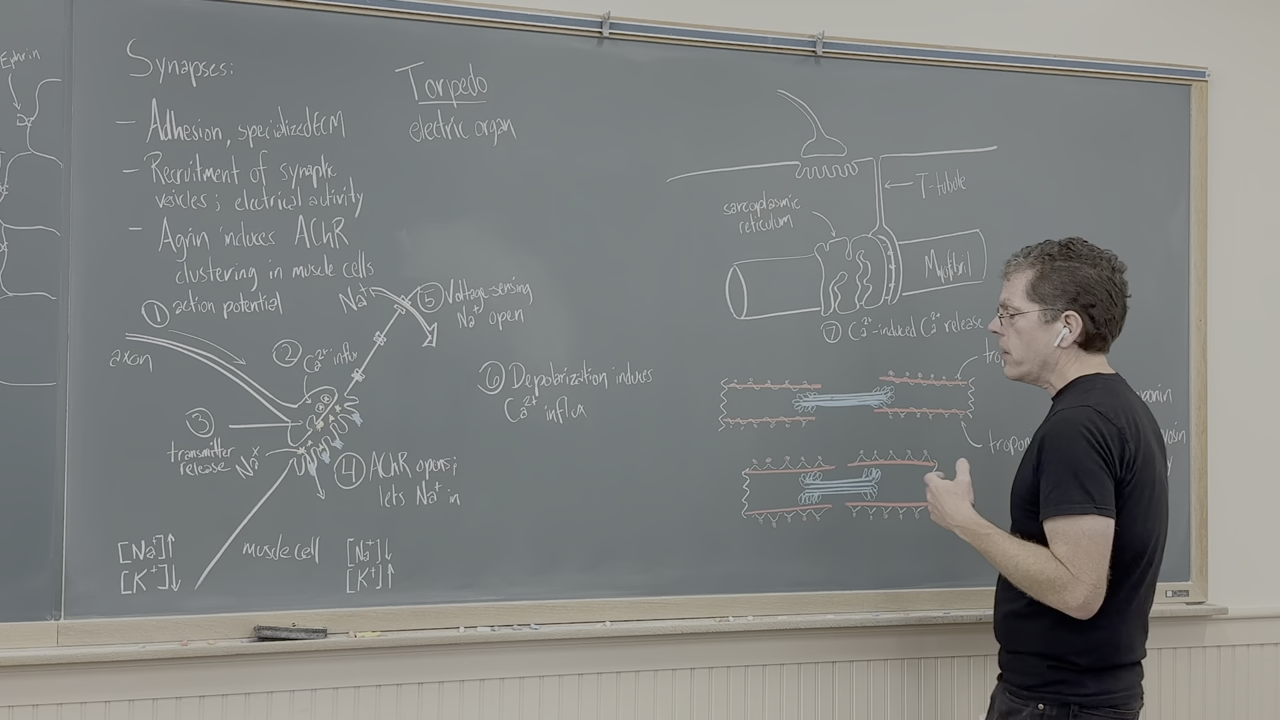 Ephrin
Synapses:
- Adhesion, specialized ECM
- Recruitment of synaptic
vesicles; electrical activity
- Agrin induces AChR
clustering in muscle cells
① action potential
axon
② Ca²⁺ influx
③
transmitter
release
Na⁺
④ AChR opens;
lets Na⁺ in
Na⁺
⑤ Voltage-sensing
Na⁺ open
⑥ Depolarization induces
Ca²⁺ influx
[Na⁺]↑
[K⁺]↓
muscle cell
[Na⁺]↓
[K⁺]↑
Torpedo
electric organ
T-tubule
sarcoplasmic
reticulum
Myofibril
⑦ Ca²⁺-induced Ca²⁺ release
tro
tropon